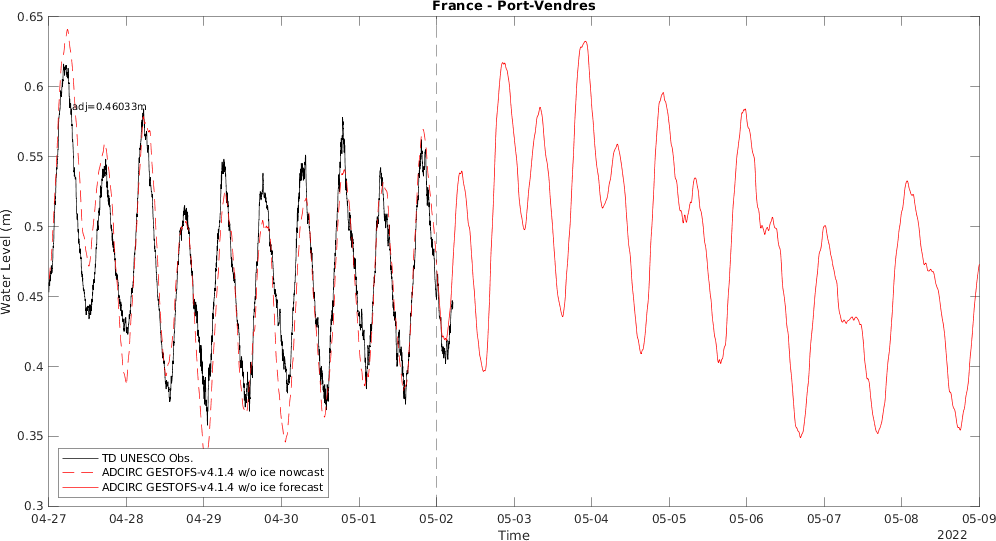 France - Port-Vendres
0.65
0.6
0.55
0.5
0.45
0.4
0.35
0.3
Water Level (m)
adj=0.46033m
TD UNESCO Obs.
ADCIRC GESTOFS-v4.1.4 w/o ice nowcast
ADCIRC GESTOFS-v4.1.4 w/o ice forecast
04-27 04-28 04-29 04-30 05-01 05-02 05-03 05-04 05-05 05-06 05-07 05-08 05-09
Time
2022